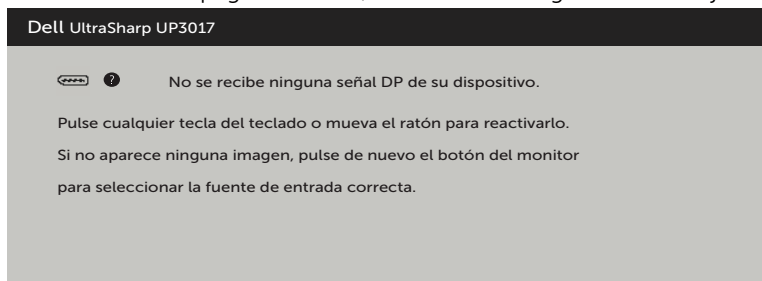 Dell UltraSharp UP3017
No se recibe ninguna señal DP de su dispositivo.
Pulse cualquier tecla del teclado o mueva el ratón para reactivarlo.
Si no aparece ninguna imagen, pulse de nuevo el botón del monitor
para seleccionar la fuente de entrada correcta.